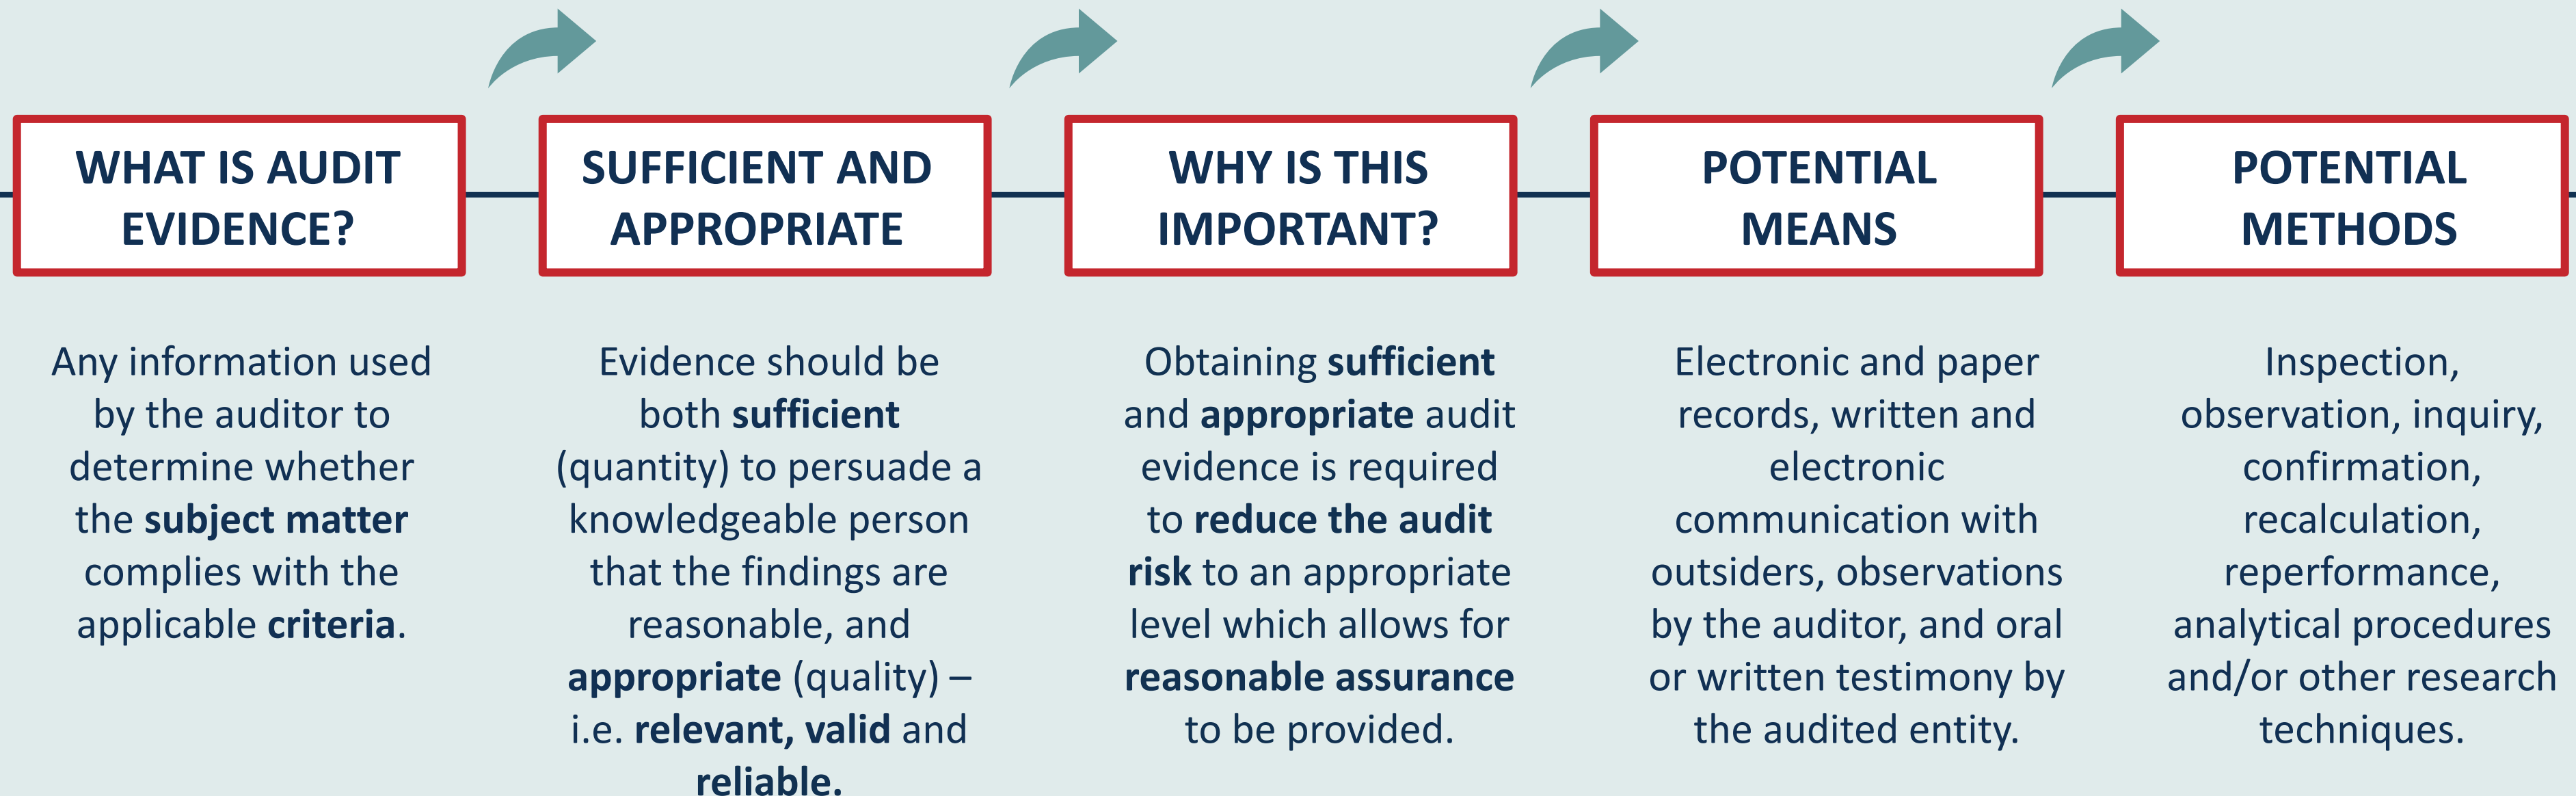 WHAT IS AUDIT
EVIDENCE?
Any information used
by the auditor to
determine whether
the subject matter
complies with the
applicable criteria.
SUFFICIENT AND
APPROPRIATE
Evidence should be
both sufficient
(quantity) to persuade a
knowledgeable person
that the findings are
reasonable, and
appropriate (quality) –
i.e. relevant, valid and
reliable.
WHY IS THIS
IMPORTANT?
Obtaining sufficient
and appropriate audit
evidence is required
to reduce the audit
risk to an appropriate
level which allows for
reasonable assurance
to be provided.
POTENTIAL
MEANS
Electronic and paper
records, written and
electronic
communication with
outsiders, observations
by the auditor, and oral
or written testimony by
the audited entity.
POTENTIAL
METHODS
Inspection,
observation, inquiry,
confirmation,
recalculation,
reperformance,
analytical procedures
and/or other research
techniques.